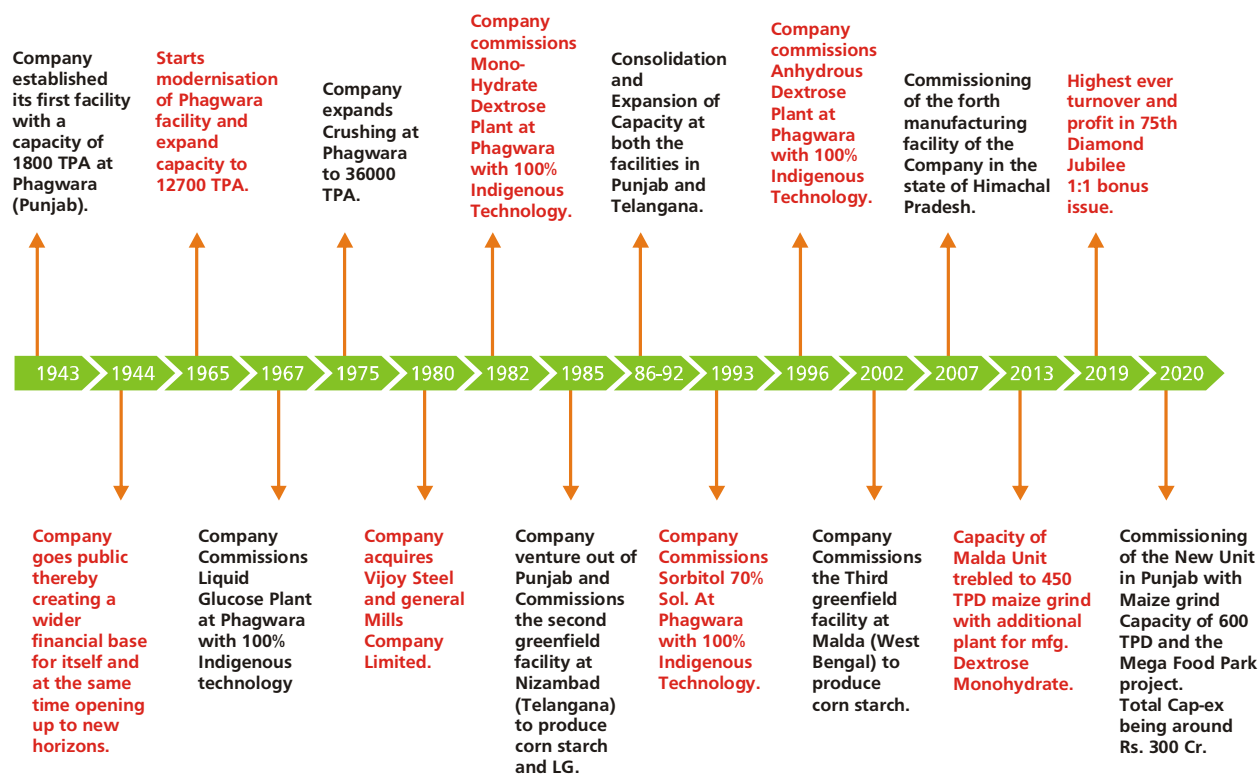 Company
established
its first facility
with a
capacity of
1800 TPA at
Phagwara
(Punjab).
Starts
modernisation
of Phagwara
facility and
expand
capacity to
12700 TPA.
Company
expands
Crushing at
Phagwara
to 36000
TPA.
Company
commissions
Mono-
Hydrate
Dextrose
Plant at
Phagwara
with 100%
Indigenous
Technology.
Consolidation
and
Expansion of
Capacity at
both the
facilities in
Punjab and
Telangana.
Company
commissions
Anhydrous
Dextrose
Plant at
Phagwara
with 100%
Indigenous
Technology.
Commissioning
of the forth
manufacturing
facility of the
Company in the
state of Himachal
Pradesh.
Highest ever
turnover and
profit in 75th
Diamond
Jubilee
1:1 bonus
issue.
1943 1944 1965 1967 1975 1980 1982 1985 86-92 1993 1996 2002 2007 2013 2019 2020
Company
goes public
thereby
creating a
wider
financial base
for itself and
at the same
time opening
up to new
horizons.
Company
Commissions
Liquid
Glucose Plant
at Phagwara
with 100%
Indigenous
technology
Company
acquires
Vijoy Steel
and general
Mills
Company
Limited.
Company
venture out of
Punjab and
Commissions
the second
greenfield
facility at
Nizambad
(Telangana)
to produce
corn starch
and LG.
Company
Commissions
Sorbitol 70%
Sol. At
Phagwara
with 100%
Indigenous
Technology.
Company
Commissions
the Third
greenfield
facility at
Malda (West
Bengal) to
produce
corn starch.
Capacity of
Malda Unit
trebled to 450
TPD maize grind
with additional
plant for mfg.
Dextrose
Monohydrate.
Commissioning
of the New Unit
in Punjab with
Maize grind
Capacity of 600
TPD and the
Mega Food Park
project.
Total Cap-ex
being around
Rs. 300 Cr.